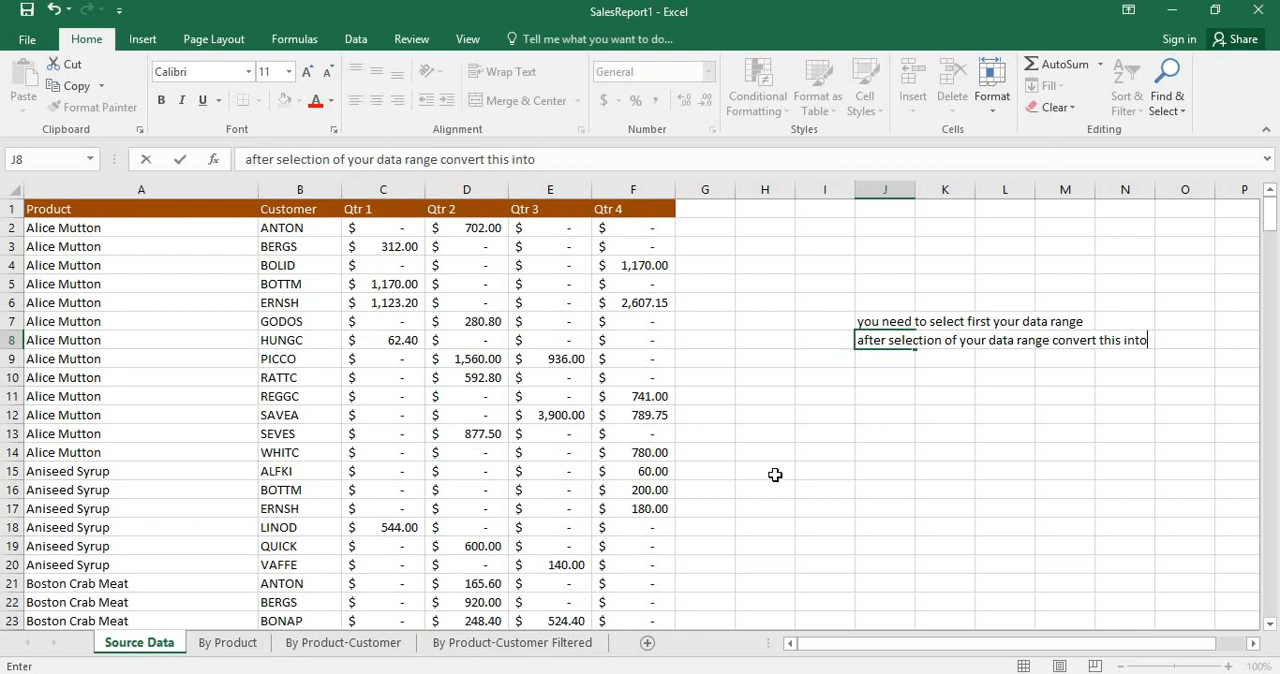 SalesReport1 - Excel
File Home Insert Page Layout Formulas Data Review View Tell me what you want to do... Sign in Share
Paste Cut Copy Format Painter Clipboard
Calibri 11 B I U A Font
Wrap Text Merge & Center Alignment
General $ % , Number
Conditional Formatting Format as Table Cell Styles Styles
Insert Delete Format Cells
AutoSum Fill Clear Sort & Filter Find & Select Editing
J8 fx after selection of your data range convert this into
A B C D E F G H I J K L M N O P
1 Product Customer Qtr 1 Qtr 2 Qtr 3 Qtr 4
2 Alice Mutton ANTON $ - $ 702.00 $ - $ -
3 Alice Mutton BERGS $ 312.00 $ - $ - $ -
4 Alice Mutton BOLID $ - $ - $ - $ 1,170.00
5 Alice Mutton BOTTM $ 1,170.00 $ - $ - $ -
6 Alice Mutton ERNSH $ 1,123.20 $ - $ - $ 2,607.15
7 Alice Mutton GODOS $ - $ 280.80 $ - $ - you need to select first your data range
8 Alice Mutton HUNGC $ 62.40 $ - $ - $ - after selection of your data range convert this into
9 Alice Mutton PICCO $ - $ 1,560.00 $ 936.00 $ -
10 Alice Mutton RATTC $ - $ 592.80 $ - $ -
11 Alice Mutton REGGC $ - $ - $ - $ 741.00
12 Alice Mutton SAVEA $ - $ - $ 3,900.00 $ 789.75
13 Alice Mutton SEVES $ - $ 877.50 $ - $ -
14 Alice Mutton WHITC $ - $ - $ - $ 780.00
15 Aniseed Syrup ALFKI $ - $ - $ - $ 60.00
16 Aniseed Syrup BOTTM $ - $ - $ - $ 200.00
17 Aniseed Syrup ERNSH $ - $ - $ - $ 180.00
18 Aniseed Syrup LINOD $ 544.00 $ - $ - $ -
19 Aniseed Syrup QUICK $ - $ 600.00 $ - $ -
20 Aniseed Syrup VAFFE $ - $ - $ 140.00 $ -
21 Boston Crab Meat ANTON $ - $ 165.60 $ - $ -
22 Boston Crab Meat BERGS $ - $ 920.00 $ - $ -
23 Boston Crab Meat BONAP $ - $ 248.40 $ 524.40 $ -
Source Data By Product By Product-Customer By Product-Customer Filtered
Enter 100%